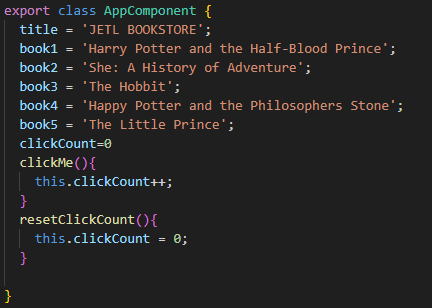 export class AppComponent {
title = 'JETL BOOKSTORE';
book1 = 'Harry Potter and the Half-Blood Prince';
book2 = 'She: A History of Adventure';
book3 = 'The Hobbit';
book4 = 'Happy Potter and the Philosophers Stone';
book5 = 'The Little Prince';
clickCount=0
clickMe(){
this.clickCount++;
}
resetClickCount(){
this.clickCount = 0;
}
}